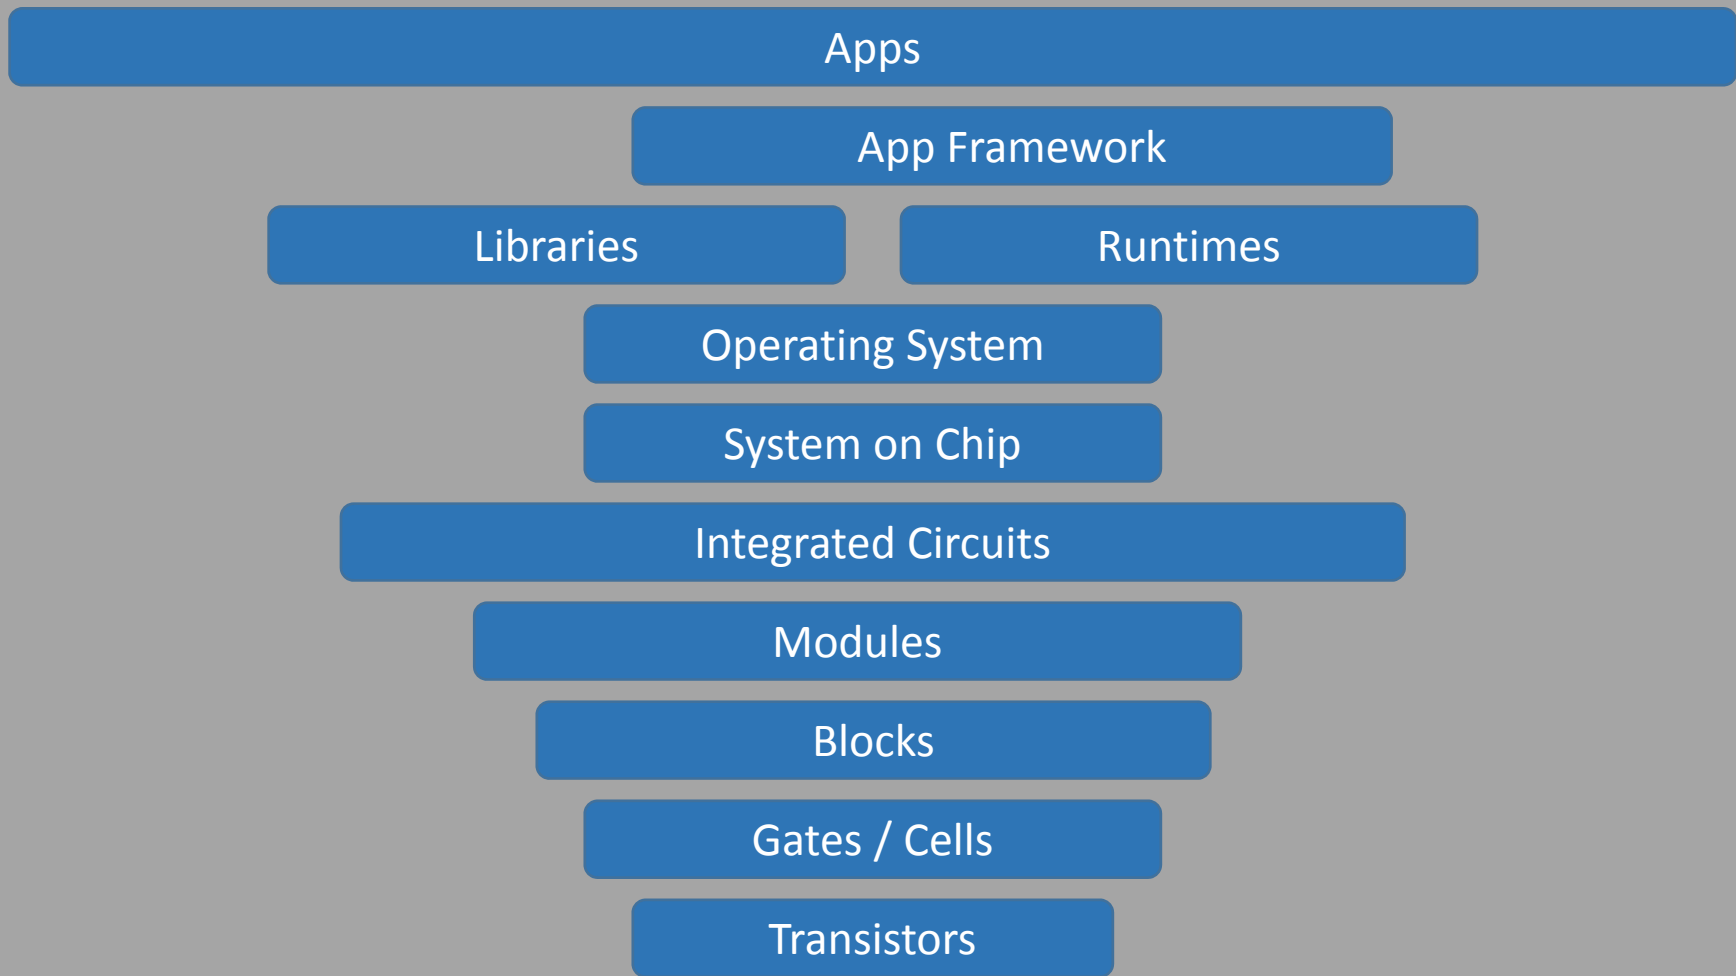 Apps
App Framework
Libraries
Runtimes
Operating System
System on Chip
Integrated Circuits
Modules
Blocks
Gates / Cells
Transistors